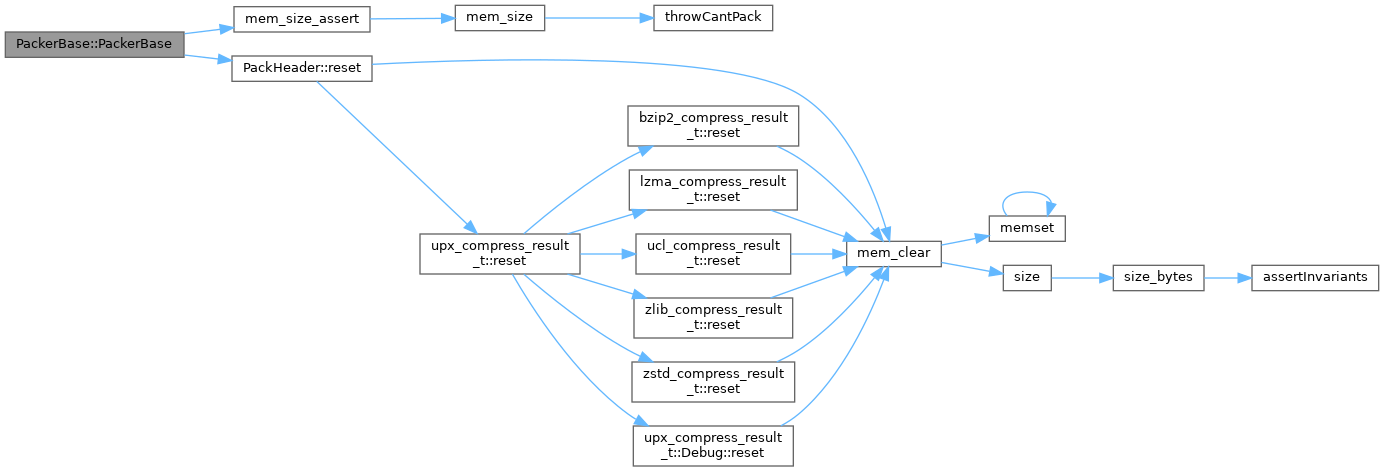 PackerBase::PackerBase
mem_size_assert
mem_size
throwCantPack
PackHeader::reset
bzip2_compress_result
_t::reset
lzma_compress_result
_t::reset
upx_compress_result
_t::reset
ucl_compress_result
_t::reset
zlib_compress_result
_t::reset
zstd_compress_result
_t::reset
upx_compress_result
_t::Debug::reset
mem_clear
memset
size
size_bytes
assertInvariants